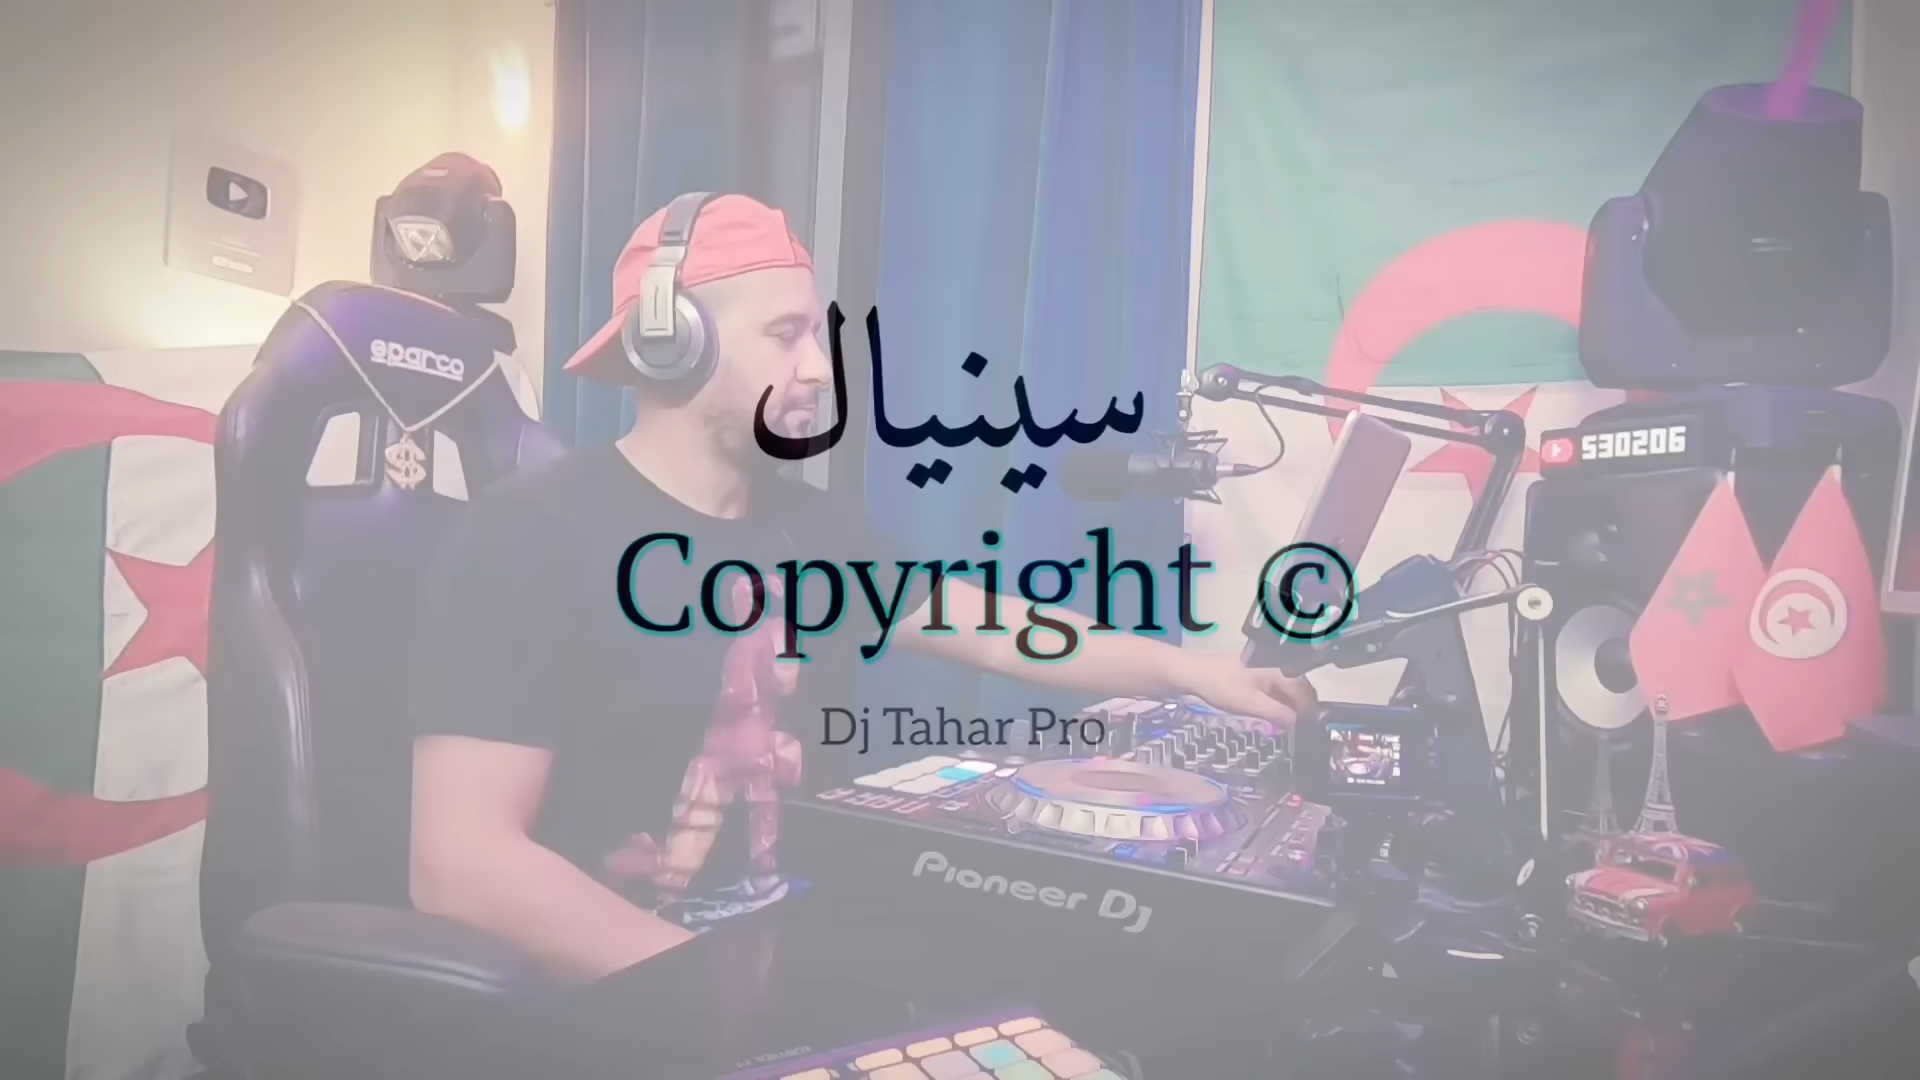 sparco
سينيال
530206
Copyright ©
Dj Tahar Pro
Pioneer Dj